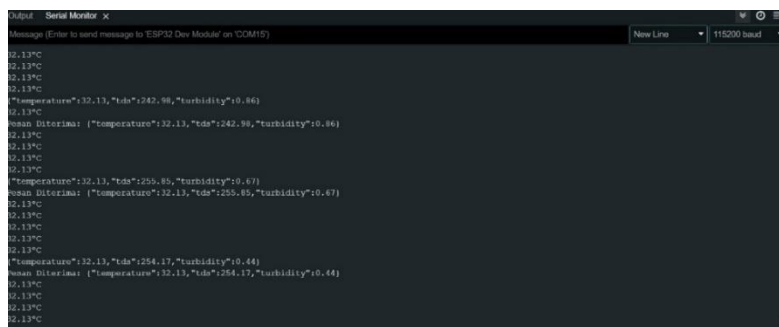 Output Serial Monitor x
Message (Enter to send message to 'ESP32 Dev Module' on 'COM15') New Line 115200 baud
32.13°C
32.13°C
32.13°C
32.13°C
{"temperature":32.13,"tds":242.98,"turbidity":0.86}
32.13°C
Pesan Diterima: {"temperature":32.13,"tds":242.98,"turbidity":0.86}
32.13°C
32.13°C
32.13°C
32.13°C
{"temperature":32.13,"tds":255.85,"turbidity":0.67}
Pesan Diterima: {"temperature":32.13,"tds":255.85,"turbidity":0.67}
32.13°C
32.13°C
32.13°C
32.13°C
32.13°C
{"temperature":32.13,"tds":254.17,"turbidity":0.44}
Pesan Diterima: {"temperature":32.13,"tds":254.17,"turbidity":0.44}
32.13°C
32.13°C
32.13°C
32.13°C